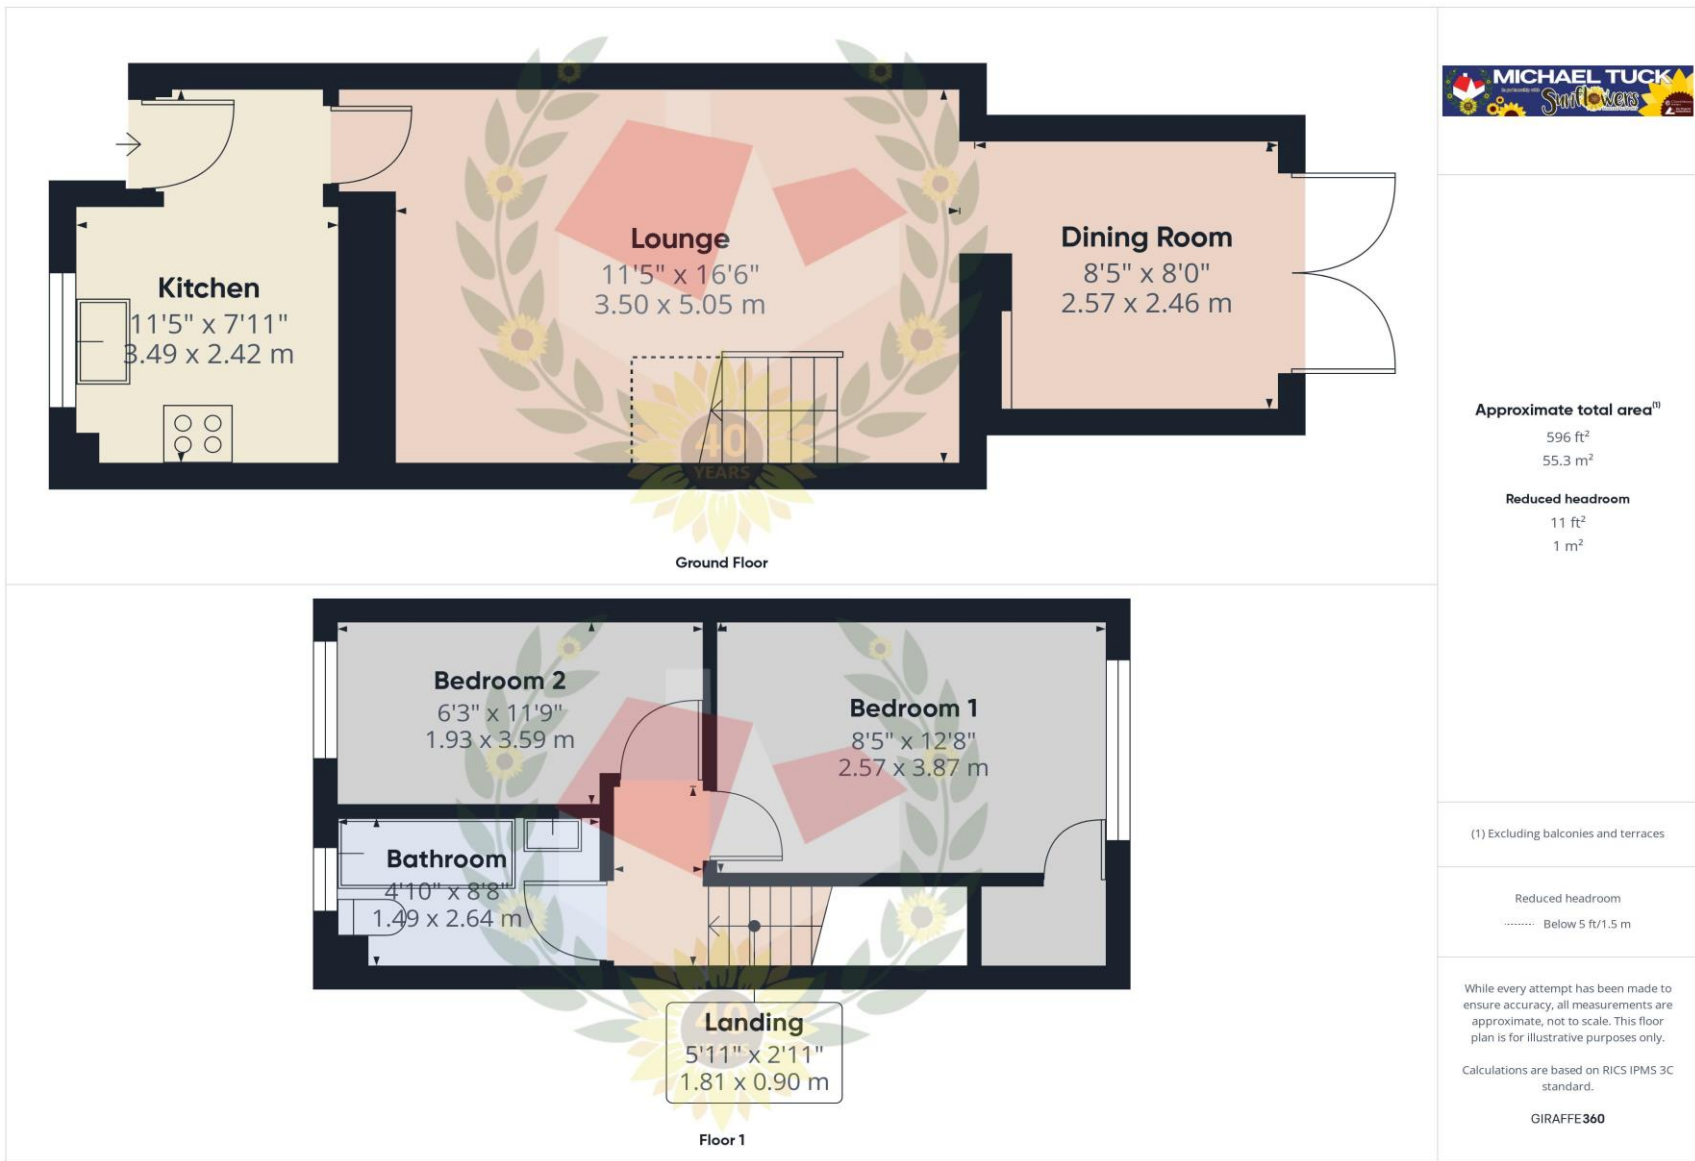 MICHAEL TUCK
in partnership with
Sunflowers
Kitchen
11'5" x 7'11"
3.49 x 2.42 m
Lounge
11'5" x 16'6"
3.50 x 5.05 m
Dining Room
8'5" x 8'0"
2.57 x 2.46 m
40
YEARS
Ground Floor
Approximate total area(1)
596 ft²
55.3 m²
Reduced headroom
11 ft²
1 m²
Bedroom 2
6'3" x 11'9"
1.93 x 3.59 m
Bedroom 1
8'5" x 12'8"
2.57 x 3.87 m
Bathroom
4'10" x 8'8"
1.49 x 2.64 m
40
Landing
5'11" x 2'11"
1.81 x 0.90 m
Floor 1
(1) Excluding balconies and terraces
Reduced headroom
Below 5 ft/1.5 m
While every attempt has been made to
ensure accuracy, all measurements are
approximate, not to scale. This floor
plan is for illustrative purposes only.
Calculations are based on RICS IPMS 3C
standard.
GIRAFFE360